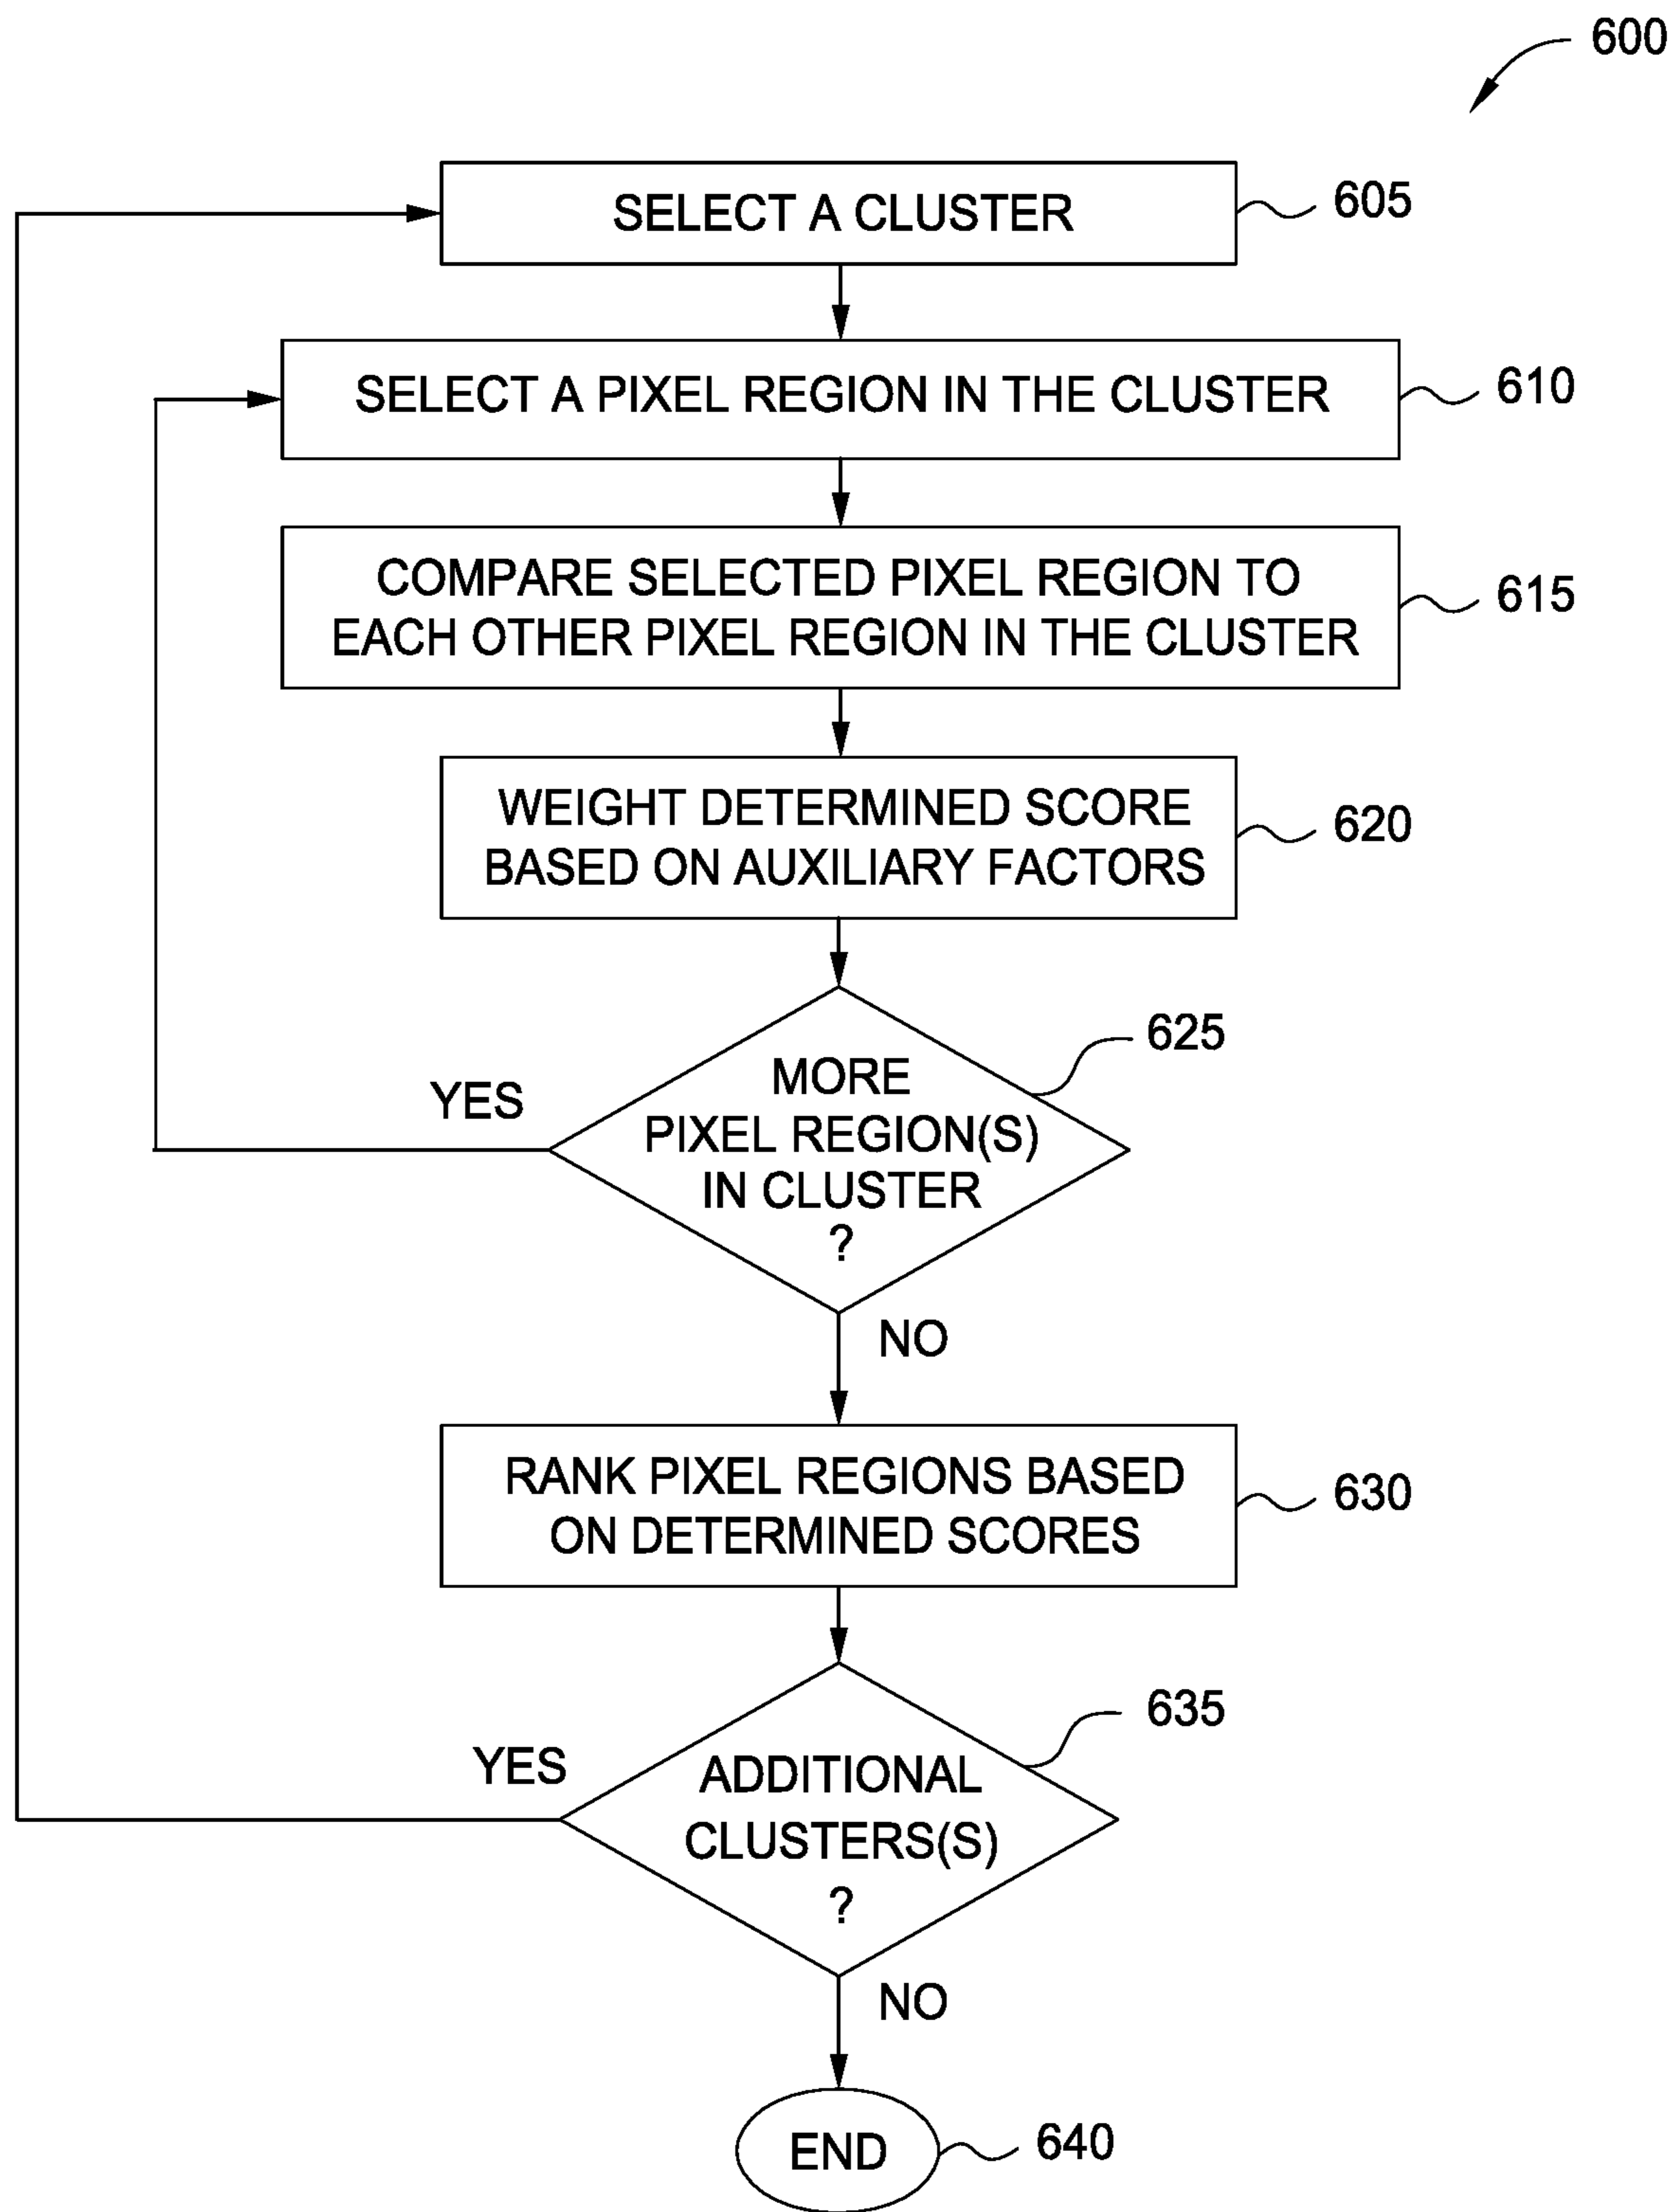 600
SELECT A CLUSTER
605
SELECT A PIXEL REGION IN THE CLUSTER
610
COMPARE SELECTED PIXEL REGION TO
EACH OTHER PIXEL REGION IN THE CLUSTER
615
WEIGHT DETERMINED SCORE
BASED ON AUXILIARY FACTORS
620
MORE
PIXEL REGION(S)
IN CLUSTER
?
625
YES
NO
RANK PIXEL REGIONS BASED
ON DETERMINED SCORES
630
ADDITIONAL
CLUSTERS(S)
?
635
YES
NO
END
640